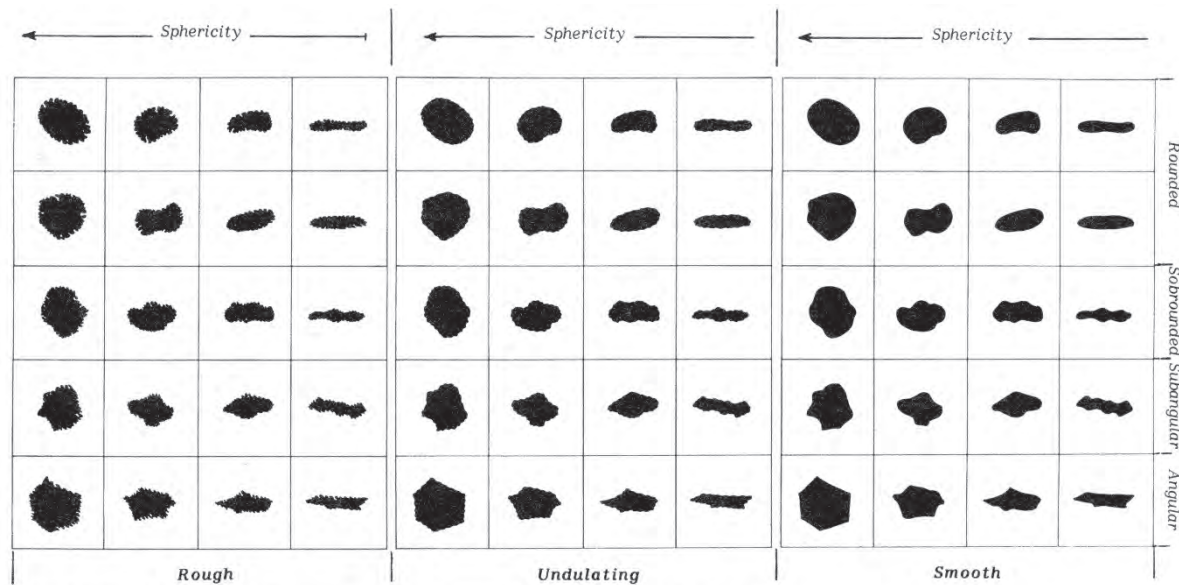 Sphericity
Sphericity
Sphericity
Rounded
Sobrounded
Subangular
Angular
Rough
Undulating
Smooth